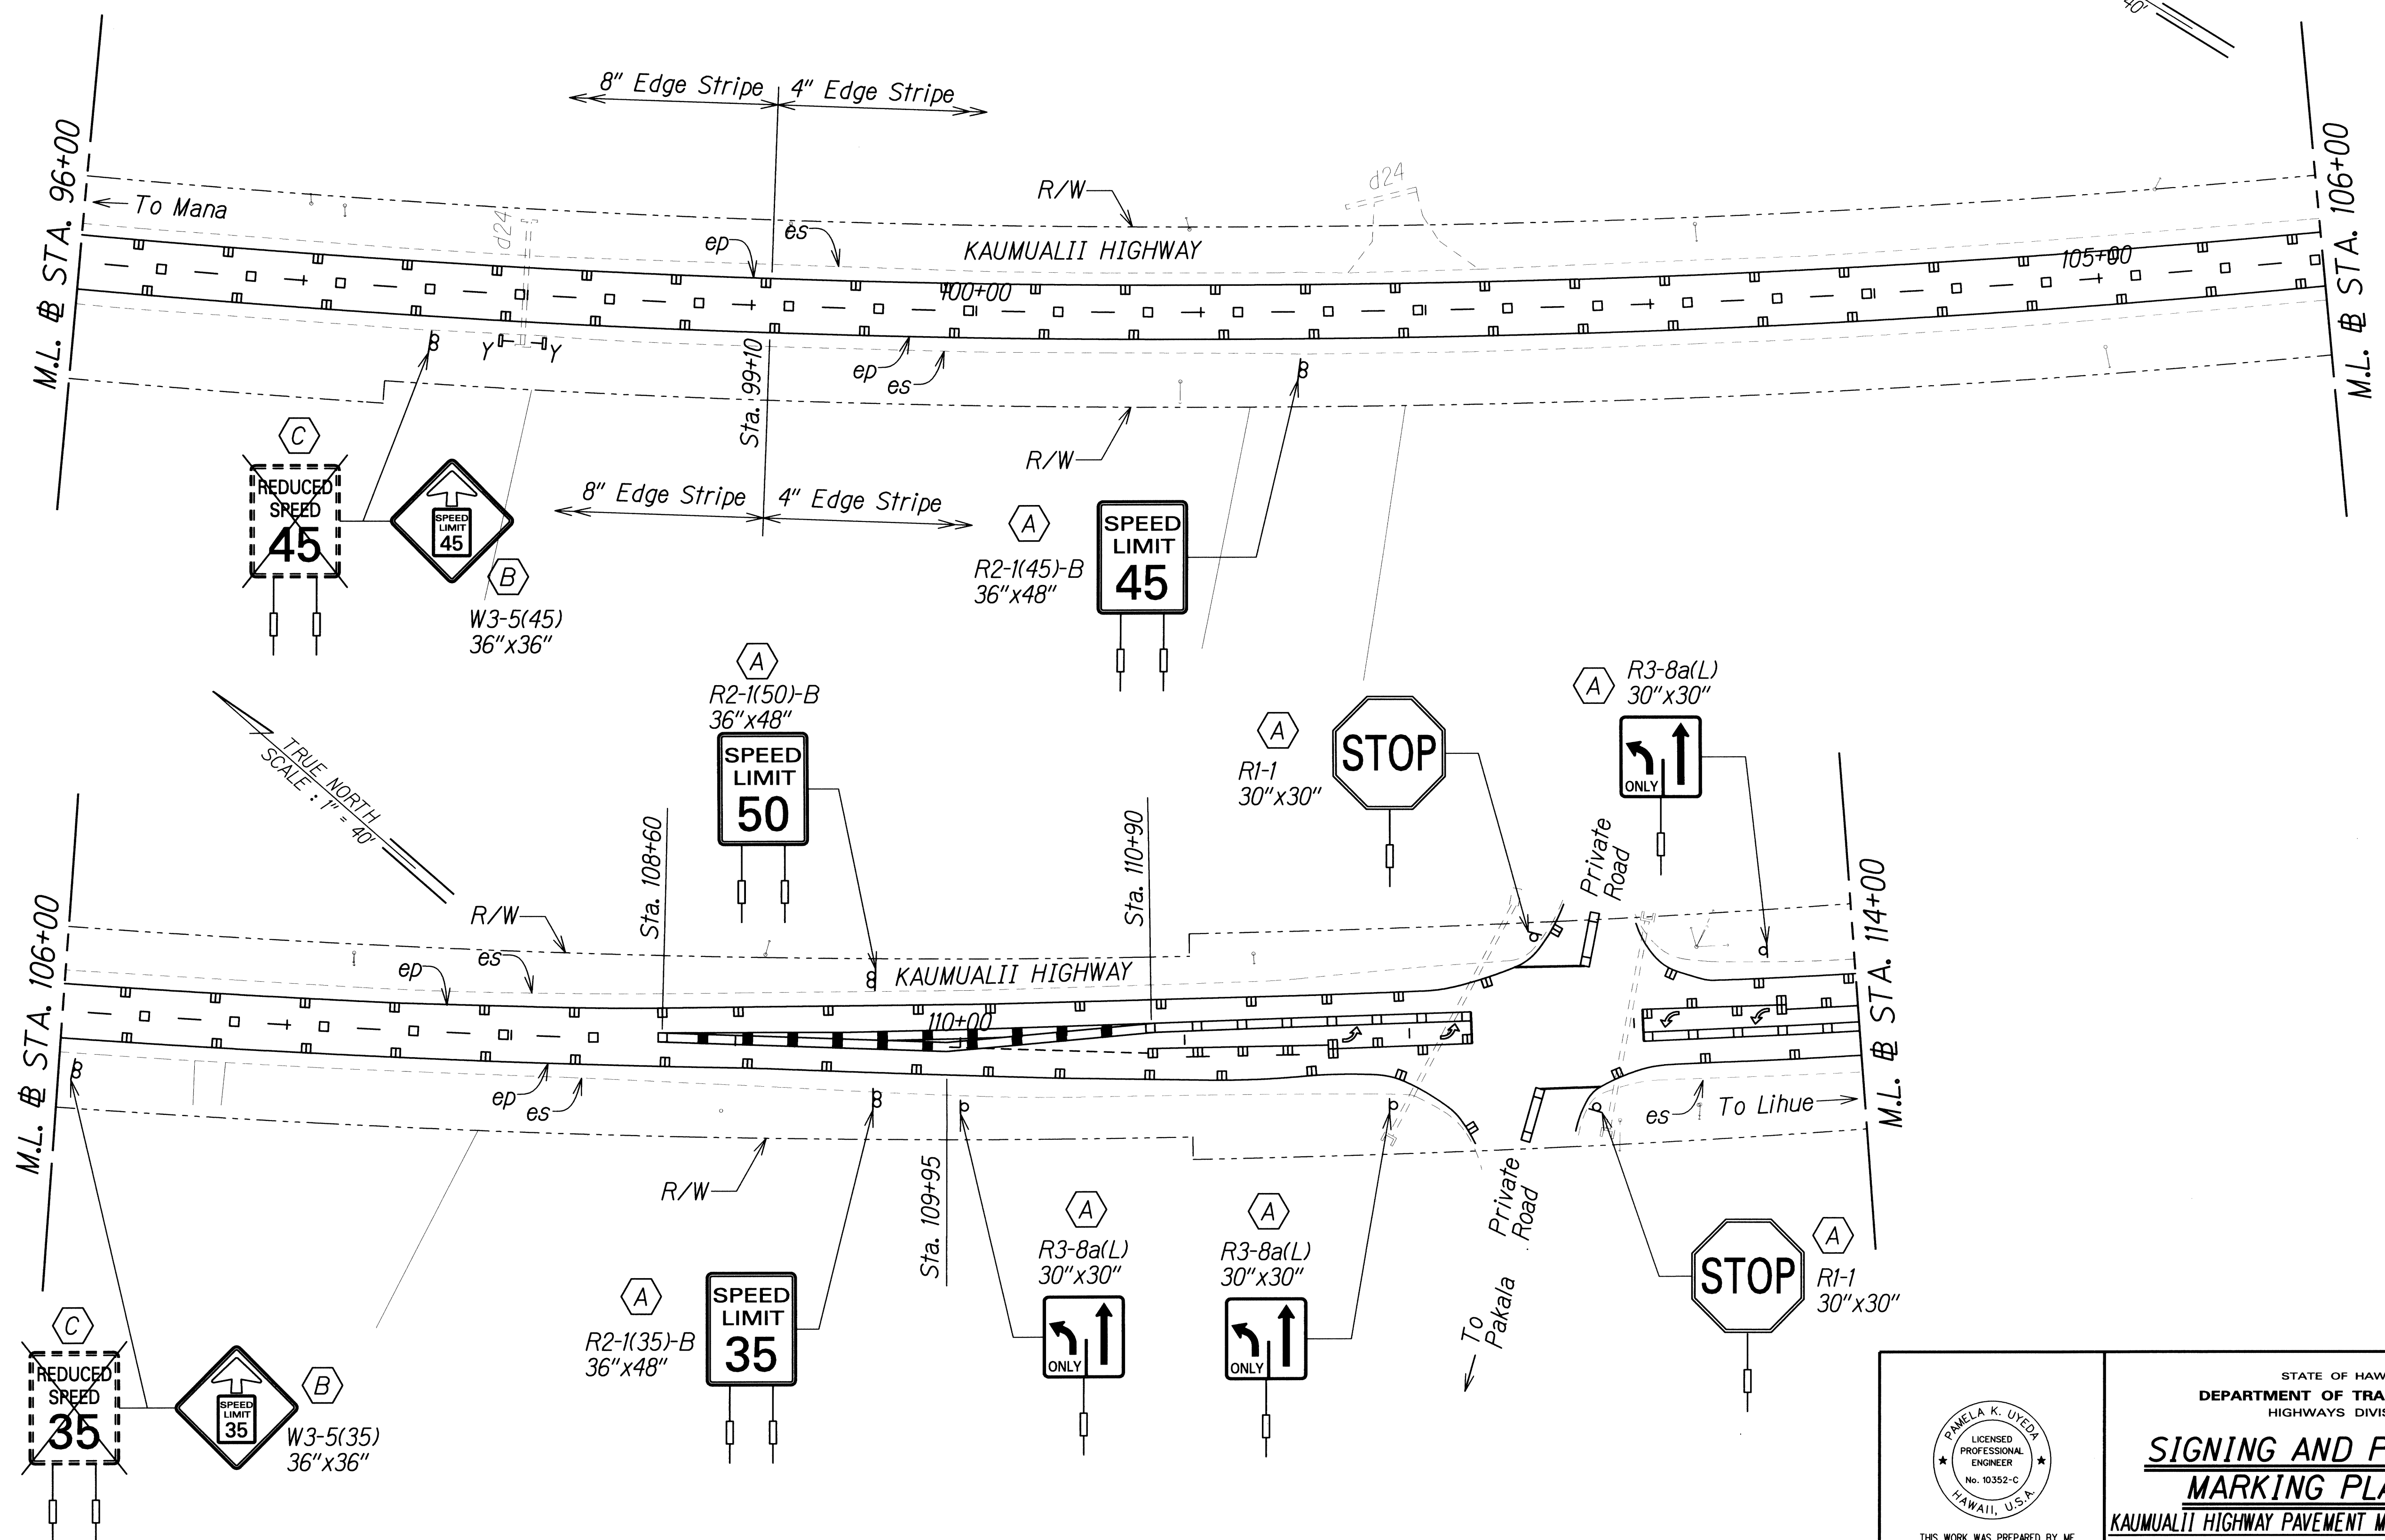 40'
8" Edge Stripe
4" Edge Stripe
M.L. ⅊ STA. 96+00
To Mana
d24
ep
es
R/W
KAUMUALII HIGHWAY
d24
100+00
105+00
M.L. ⅊ STA. 106+00
Y
Y
Sta. 99+10
ep
es
R/W
8" Edge Stripe
4" Edge Stripe
C
REDUCED
SPEED
45
SPEED
LIMIT
45
B
W3-5(45)
36"x36"
A
R2-1(45)-B
36"x48"
SPEED
LIMIT
45
TRUE NORTH
SCALE : 1" = 40'
A
R2-1(50)-B
36"x48"
SPEED
LIMIT
50
A
R1-1
30"x30"
STOP
A
R3-8a(L)
30"x30"
ONLY
M.L. ⅊ STA. 106+00
R/W
Sta. 108+60
Sta. 110+90
Private
Road
M.L. ⅊ STA. 114+00
ep
es
KAUMUALII HIGHWAY
110+00
ep
es
R/W
Sta. 109+95
es
To Lihue
Private
Road
To
Pakala
C
REDUCED
SPEED
35
SPEED
LIMIT
35
B
W3-5(35)
36"x36"
A
R2-1(35)-B
36"x48"
SPEED
LIMIT
35
A
R3-8a(L)
30"x30"
ONLY
A
R3-8a(L)
30"x30"
ONLY
STOP
A
R1-1
30"x30"
PAMELA K. UYEDA
LICENSED
PROFESSIONAL
ENGINEER
No. 10352-C
HAWAII, U.S.A.
THIS WORK WAS PREPARED BY ME
STATE OF HAW
DEPARTMENT OF TRA
HIGHWAYS DIVIS
SIGNING AND P
MARKING PLA
KAUMUALII HIGHWAY PAVEMENT M